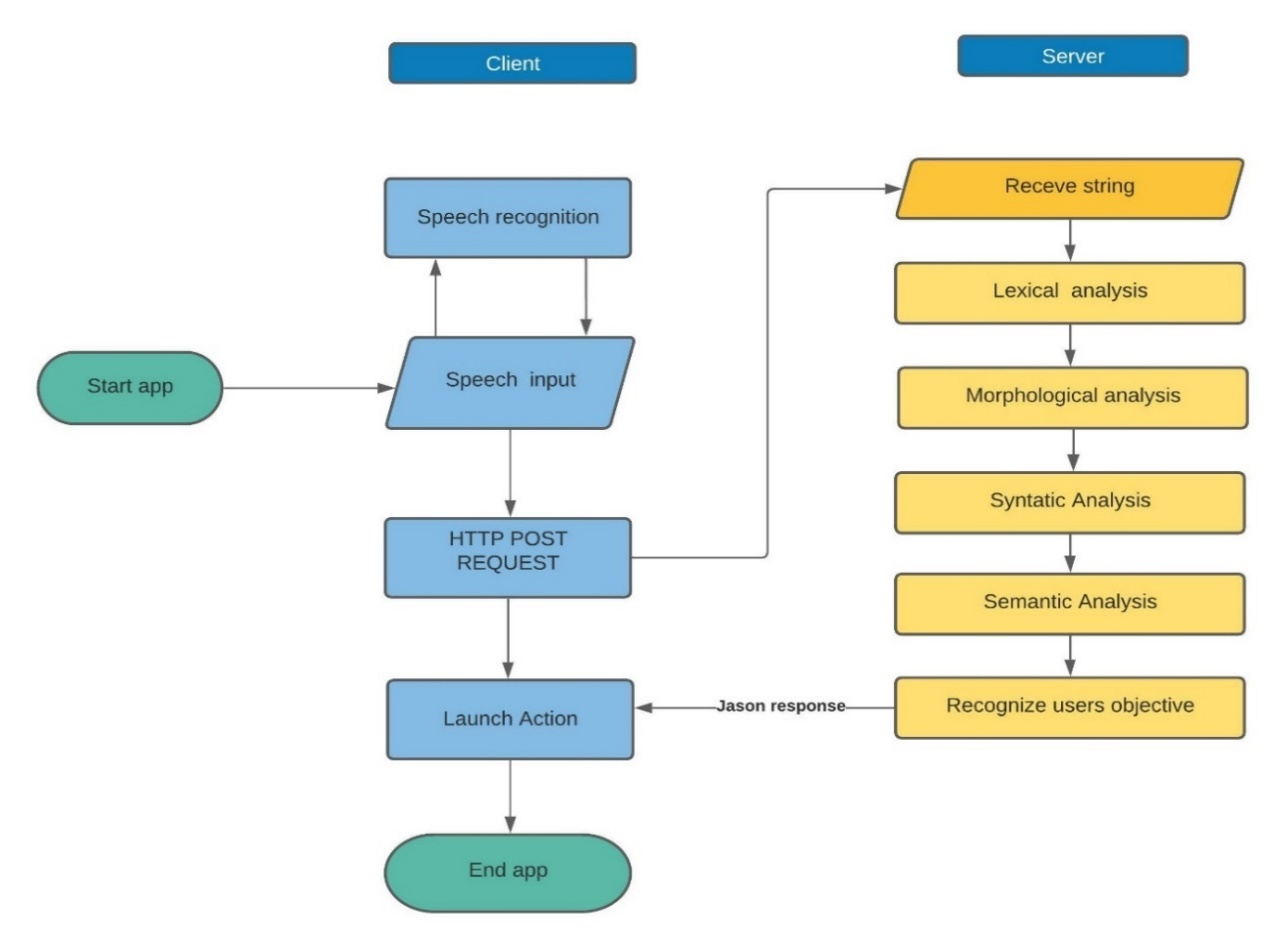 Client
Server
Speech recognition
Receve string
Lexical analysis
Start app
Speech input
Morphological analysis
Syntatic Analysis
HTTP POST
REQUEST
Semantic Analysis
Launch Action
Jason response
Recognize users objective
End app